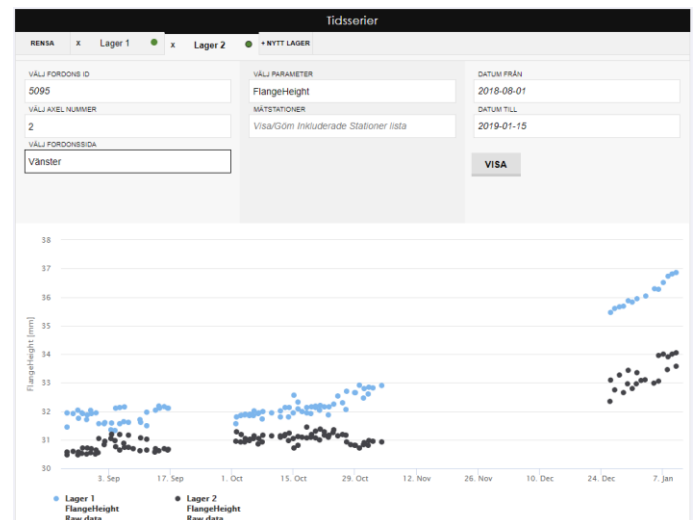 Tidsserier
RENSA x Lager 1 x Lager 2 + NYTT LAGER
VÄLJ FORDONS ID VÄLJ PARAMETER DATUM FRÅN
5095 FlangeHeight 2018-08-01
VÄLJ AXEL NUMMER MÄTSTATIONER DATUM TILL
2 Visa/Göm Inkluderade Stationer lista 2019-01-15
VÄLJ FORDONSSIDA
Vänster VISA
38
37
36
35
34
33
32
31
30
FlangeHeight [mm]
3. Sep 17. Sep 1. Oct 15. Oct 29. Oct 12. Nov 26. Nov 10. Dec 24. Dec 7. Jan
Lager 1 Lager 2
FlangeHeight FlangeHeight
Raw data Raw data